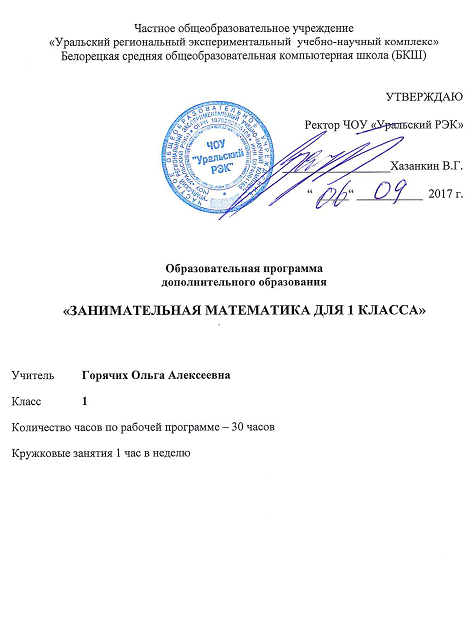 Частное общеобразовательное учреждение
«Уральский региональный экспериментальный учебно-научный комплекс»
Белорецкая средняя общеобразовательная компьютерная школа (БКШ)
УТВЕРЖДАЮ
Ректор ЧОУ «Уральский РЭК»
ЧОУ
"Уральский
РЭК"
Хазанкин В.Г.
“ 06 ” 09 2017 г.
Образовательная программа
дополнительного образования
«ЗАНИМАТЕЛЬНАЯ МАТЕМАТИКА ДЛЯ 1 КЛАССА»
Учитель Горячих Ольга Алексеевна
Класс 1
Количество часов по рабочей программе – 30 часов
Кружковые занятия 1 час в неделю